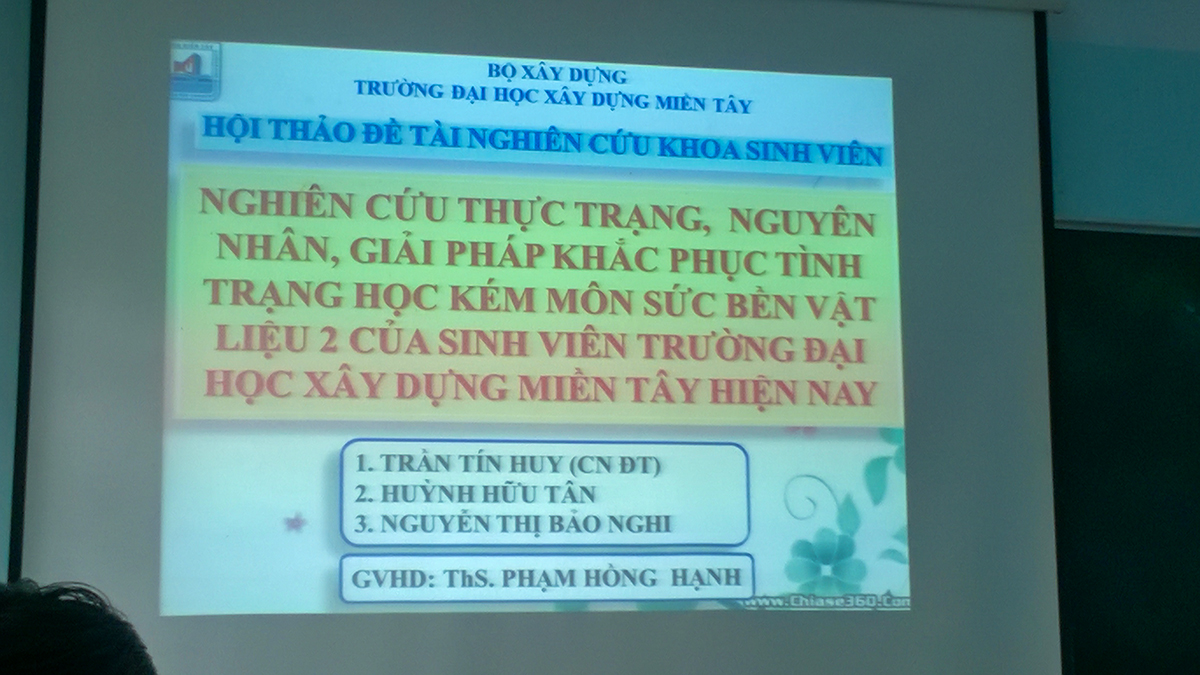 BỘ XÂY DỰNG
TRƯỜNG ĐẠI HỌC XÂY DỰNG MIỀN TÂY
HỘI THẢO ĐỀ TÀI NGHIÊN CỨU KHOA SINH VIÊN
NGHIÊN CỨU THỰC TRẠNG, NGUYÊN
NHÂN, GIẢI PHÁP KHẮC PHỤC TÌNH
TRẠNG HỌC KÉM MÔN SỨC BỀN VẬT
LIỆU 2 CỦA SINH VIÊN TRƯỜNG ĐẠI
HỌC XÂY DỰNG MIỀN TÂY HIỆN NAY
1. TRẦN TÍN HUY (CN ĐT)
2. HUỲNH HỮU TÂN
3. NGUYỄN THỊ BẢO NGHI
GVHD: ThS. PHẠM HỒNG HẠNH
www.Chiase360.Com